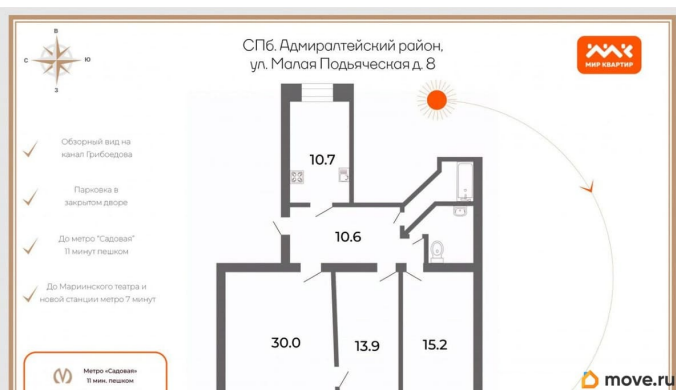 СПб. Адмиралтейский район,
ул. Малая Подьяческая д. 8
МИР КВАРТИР
В
С
Ю
З
Обзорный вид на
канал Грибоедова
Парковка в
закрытом дворе
До метро "Садовая"
11 минут пешком
До Мариинского театра и
новой станции метро 7 минут
10.7
10.6
30.0
13.9
15.2
Метро «Садовая»
11 мин. пешком
move.ru